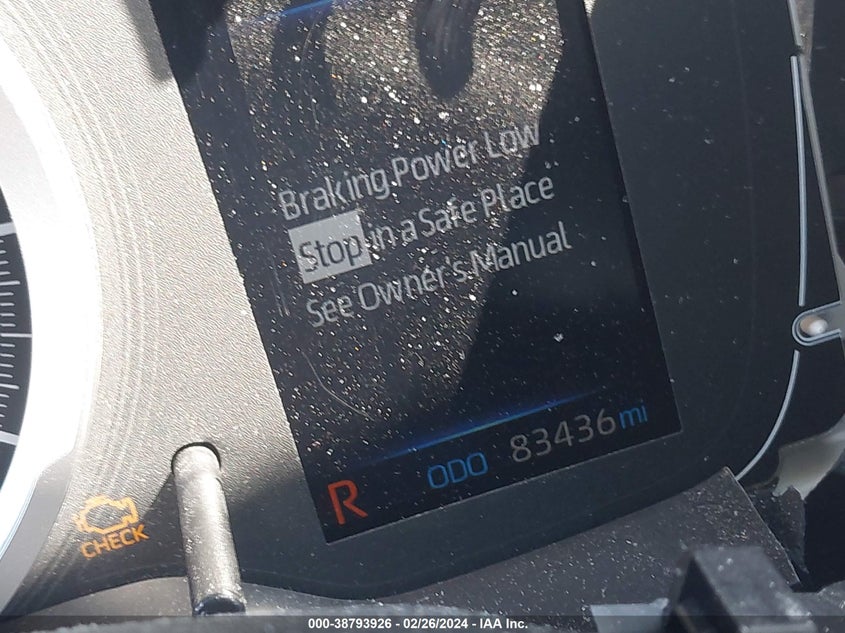 Braking Power Low
Stop in a Safe Place
See Owner's Manual
ODO 83436 mi
R
CHECK
000-38793926 / 02/26/2024 - IAA Inc.